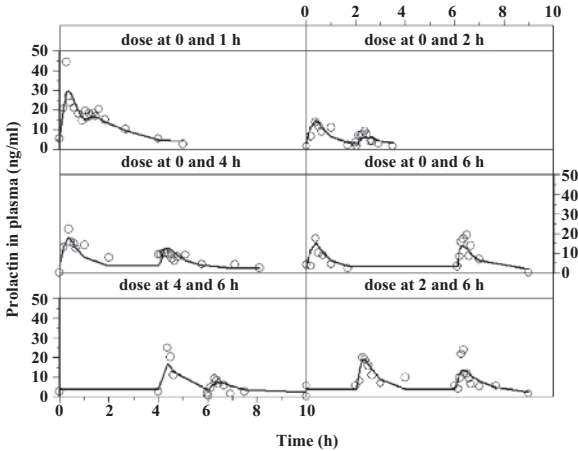 0 2 4 6 8 10
dose at 0 and 1 h
dose at 0 and 2 h
50
40
30
20
10
0
dose at 0 and 4 h
dose at 0 and 6 h
50
40
30
20
10
0
dose at 4 and 6 h
dose at 2 and 6 h
50
40
30
20
10
0
0 2 4 6 8 10
Prolactin in plasma (ng/ml)
Time (h)